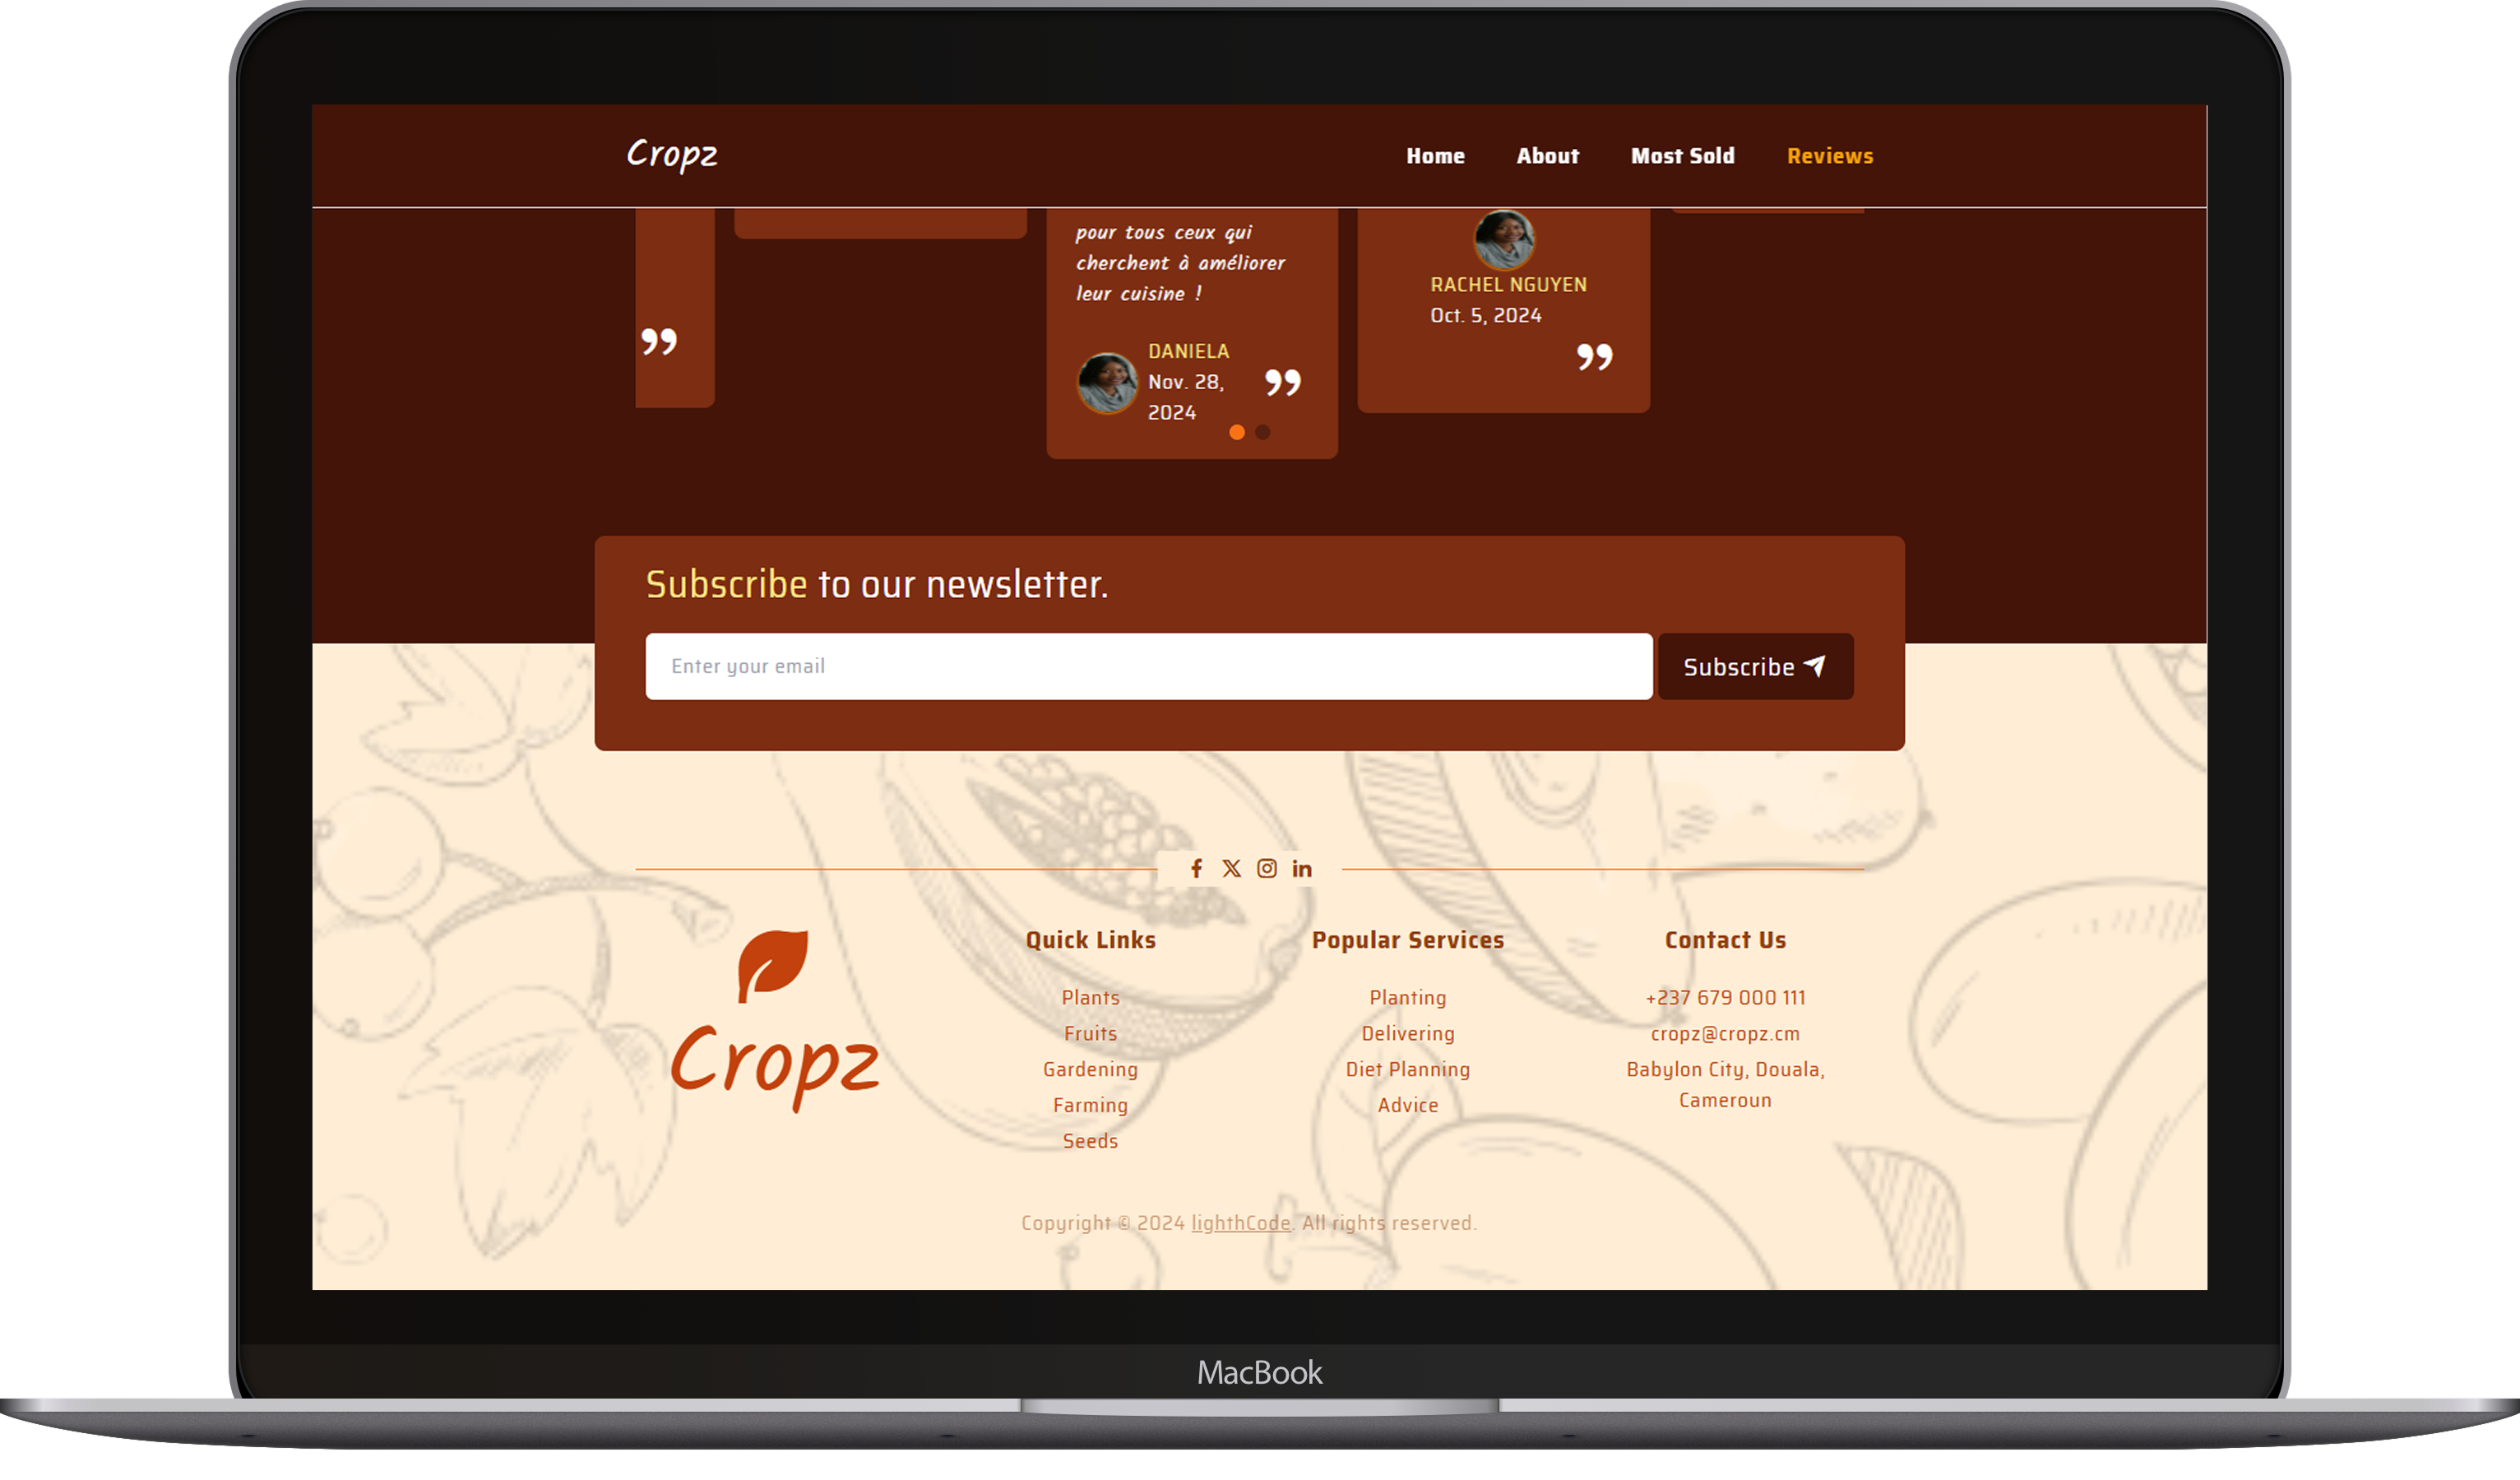 Cropz
Home About Most Sold Reviews
”
pour tous ceux qui
cherchent à améliorer
leur cuisine !
DANIELA
Nov. 28,
2024
”
RACHEL NGUYEN
Oct. 5, 2024
”
Subscribe to our newsletter.
Enter your email
Subscribe
Cropz
Quick Links
Plants
Fruits
Gardening
Farming
Seeds
Popular Services
Planting
Delivering
Diet Planning
Advice
Contact Us
+237 679 000 111
cropz@cropz.cm
Babylon City, Douala,
Cameroun
Copyright © 2024 lighthCode. All rights reserved.
MacBook